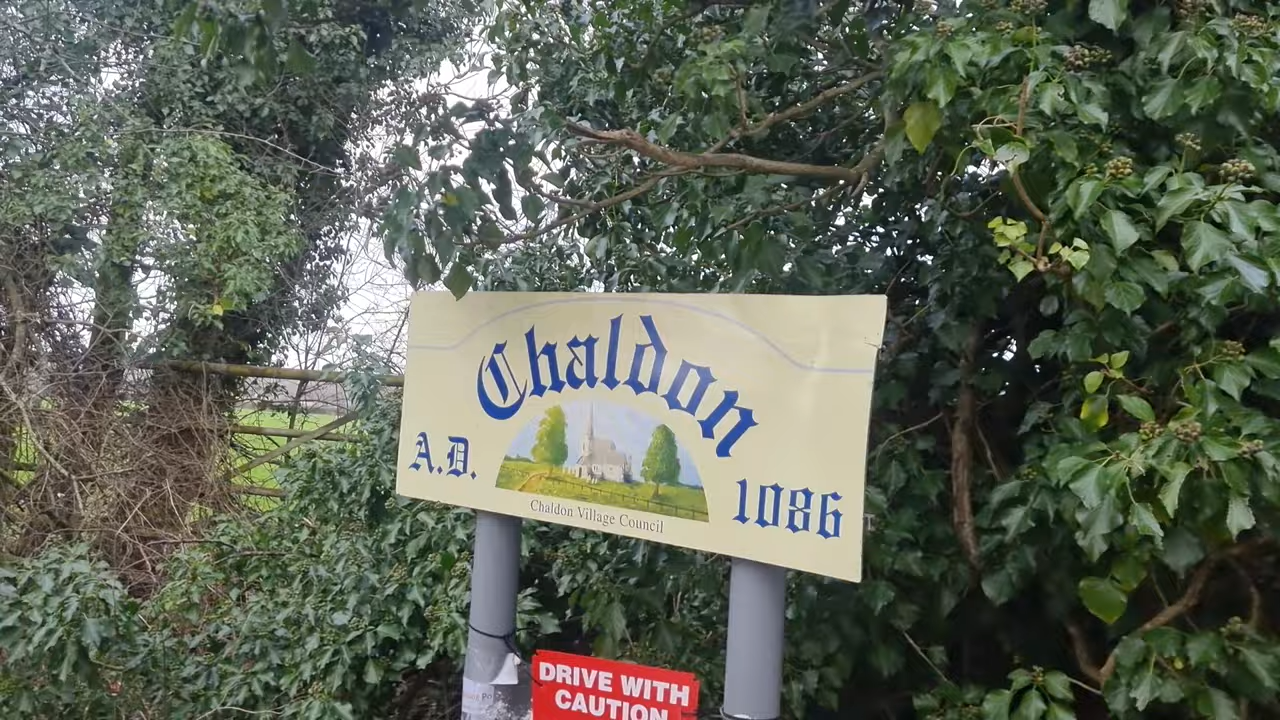 Chaldon
A.D.
1086
Chaldon Village Council
DRIVE WITH
CAUTION